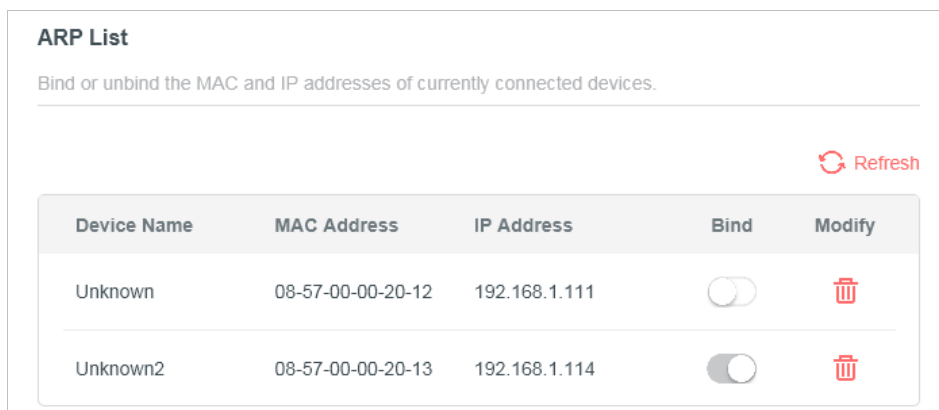 ARP List
Bind or unbind the MAC and IP addresses of currently connected devices.
Refresh
Device Name MAC Address IP Address Bind Modify
Unknown 08-57-00-00-20-12 192.168.1.111
Unknown2 08-57-00-00-20-13 192.168.1.114